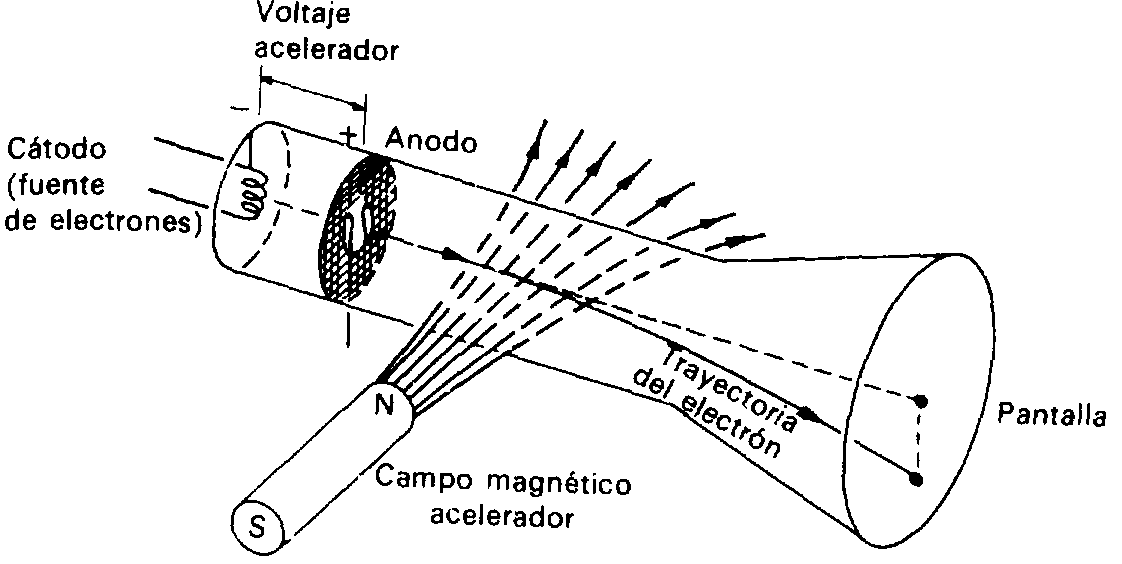 Voltaje
acelerador
−
+
Anodo
Cátodo
(fuente
de electrones)
N
S
Campo magnético
acelerador
Trayectoria
del electrón
Pantalla